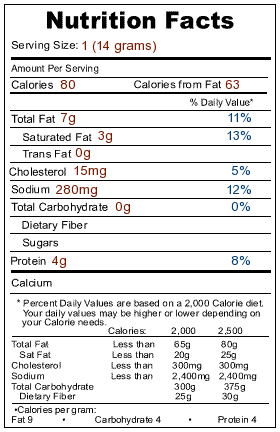 Nutrition Facts
Serving Size: 1 (14 grams)
Amount Per Serving
Calories 80 Calories from Fat 63
% Daily Value*
Total Fat 7g 11%
Saturated Fat 3g 13%
Trans Fat 0g
Cholesterol 15mg 5%
Sodium 280mg 12%
Total Carbohydrate 0g 0%
Dietary Fiber
Sugars
Protein 4g 8%
Calcium
* Percent Daily Values are based on a 2,000 Calorie diet.
Your daily values may be higher or lower depending on
your Calorie needs.
Calories: 2,000 2,500
Total Fat Less than 65g 80g
Sat Fat Less than 20g 25g
Cholesterol Less than 300mg 300mg
Sodium Less than 2,400mg 2,400mg
Total Carbohydrate 300g 375g
Dietary Fiber 25g 30g
•Calories per gram:
Fat 9 • Carbohydrate 4 • Protein 4